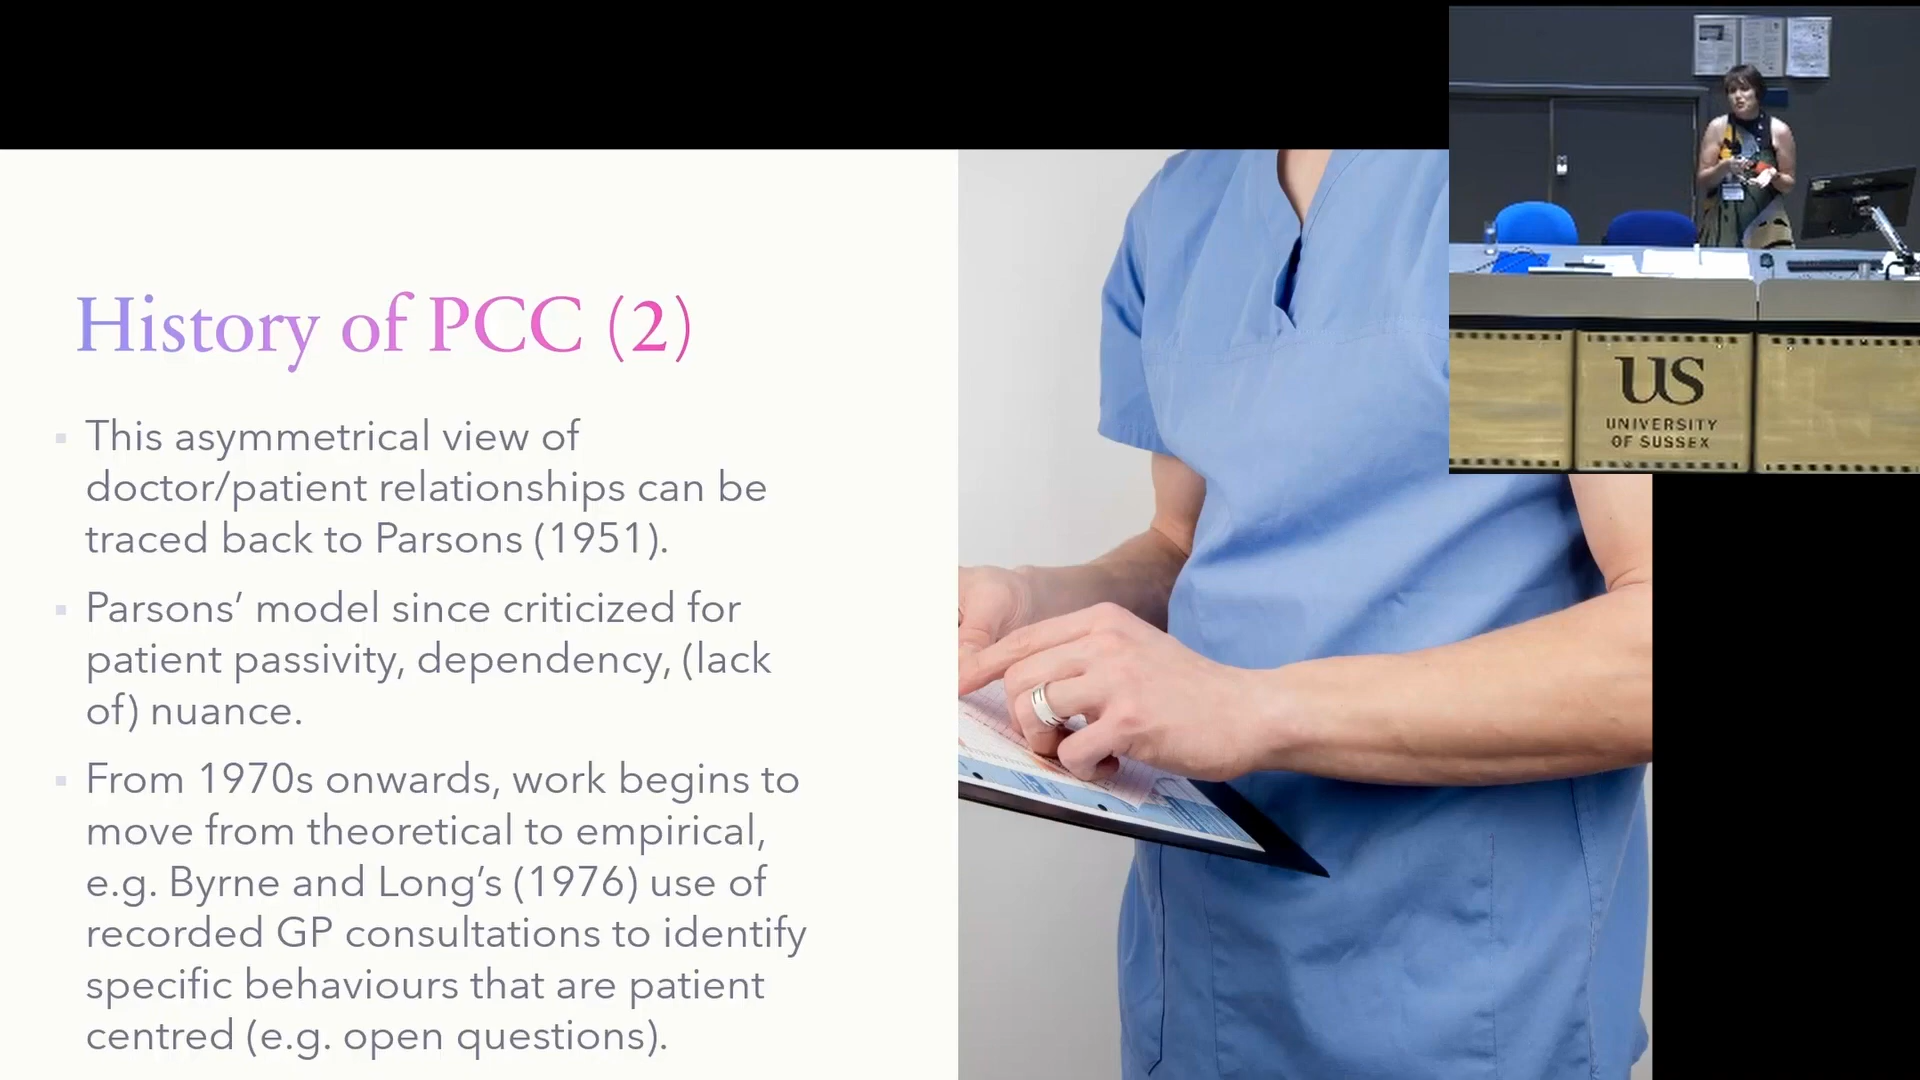 History of PCC (2)
This asymmetrical view of
doctor/patient relationships can be
traced back to Parsons (1951).
Parsons’ model since criticized for
patient passivity, dependency, (lack
of) nuance.
From 1970s onwards, work begins to
move from theoretical to empirical,
e.g. Byrne and Long’s (1976) use of
recorded GP consultations to identify
specific behaviours that are patient
centred (e.g. open questions).
US
UNIVERSITY
OF SUSSEX